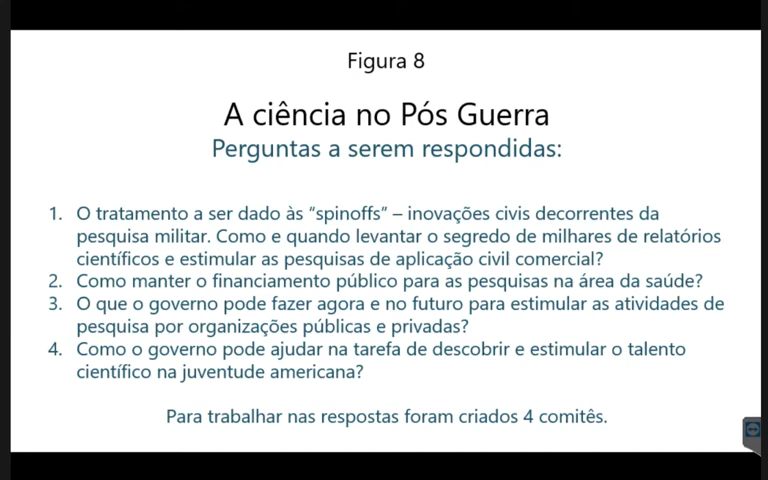 Figura 8
A ciência no Pós Guerra
Perguntas a serem respondidas:
1. O tratamento a ser dado às “spinoffs” – inovações civis decorrentes da
pesquisa militar. Como e quando levantar o segredo de milhares de relatórios
científicos e estimular as pesquisas de aplicação civil comercial?
2. Como manter o financiamento público para as pesquisas na área da saúde?
3. O que o governo pode fazer agora e no futuro para estimular as atividades de
pesquisa por organizações públicas e privadas?
4. Como o governo pode ajudar na tarefa de descobrir e estimular o talento
científico na juventude americana?
Para trabalhar nas respostas foram criados 4 comitês.